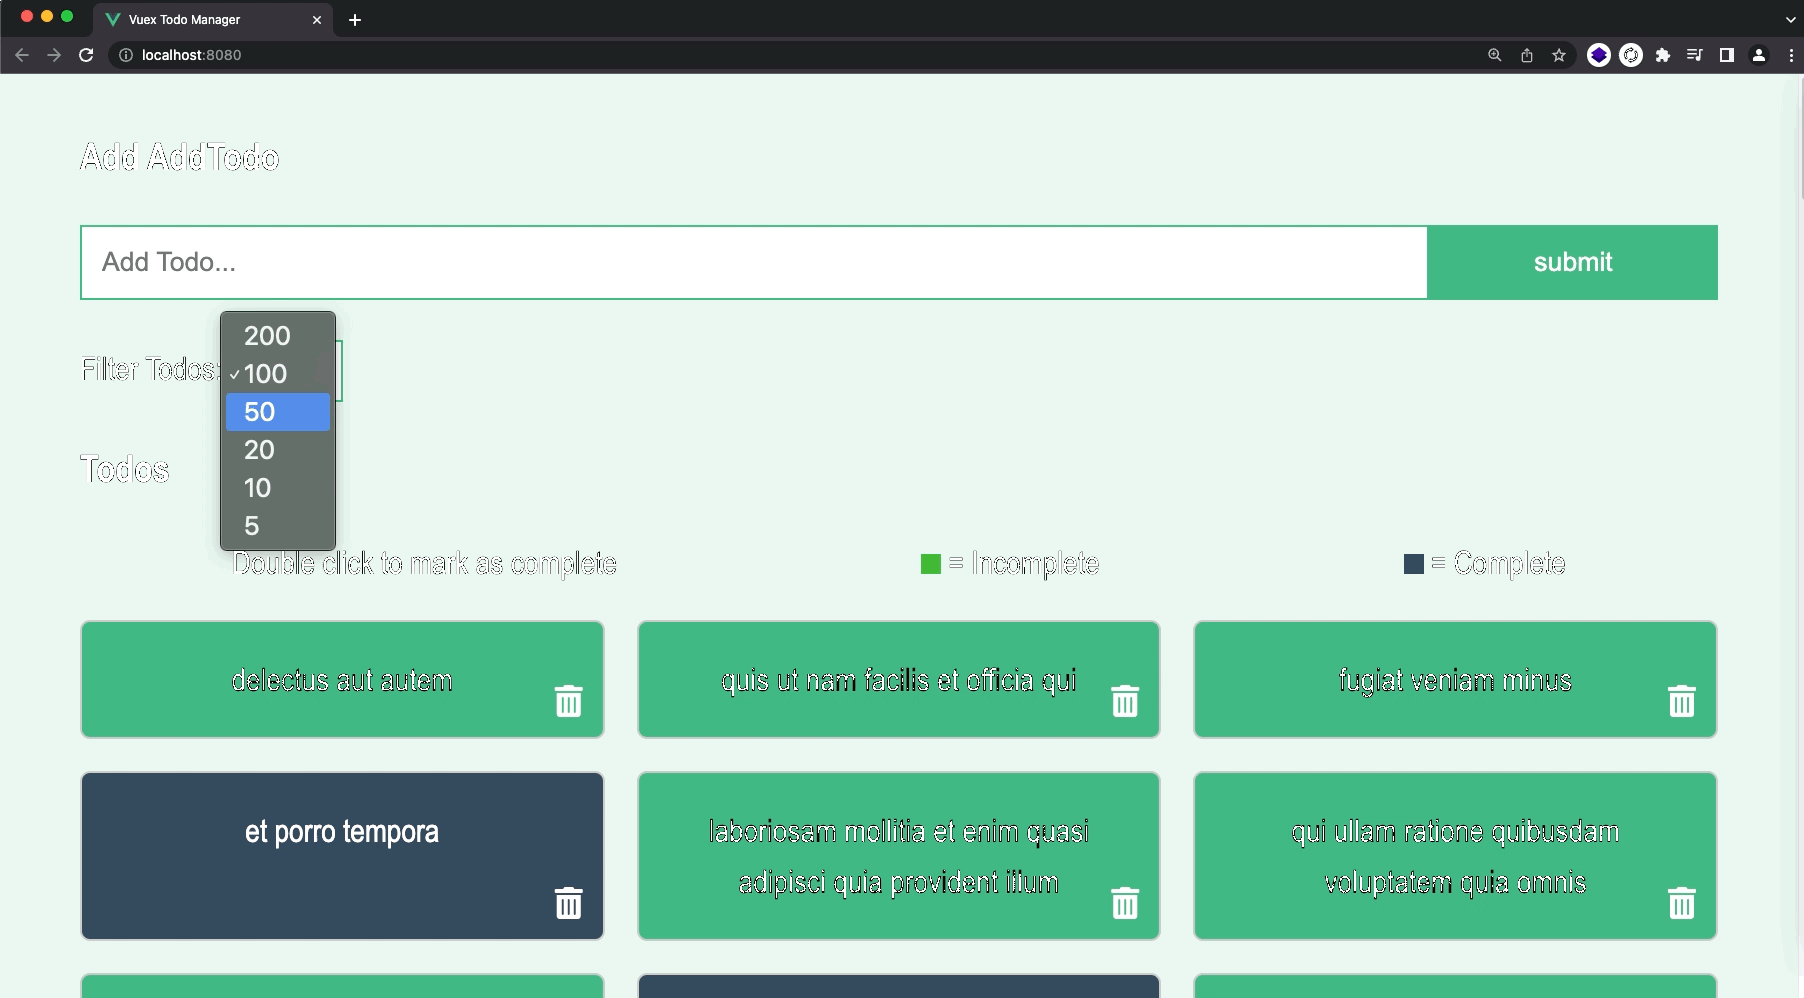 Vuex Todo Manager
localhost:8080
Add AddTodo
Add Todo...
submit
Filter Todos:
200
✓100
50
20
10
5
Todos
Double click to mark as complete
= Incomplete
= Complete
delectus aut autem
quis ut nam facilis et officia qui
fugiat veniam minus
et porro tempora
laboriosam mollitia et enim quasi
adipisci quia provident illum
qui ullam ratione quibusdam
voluptatem quia omnis